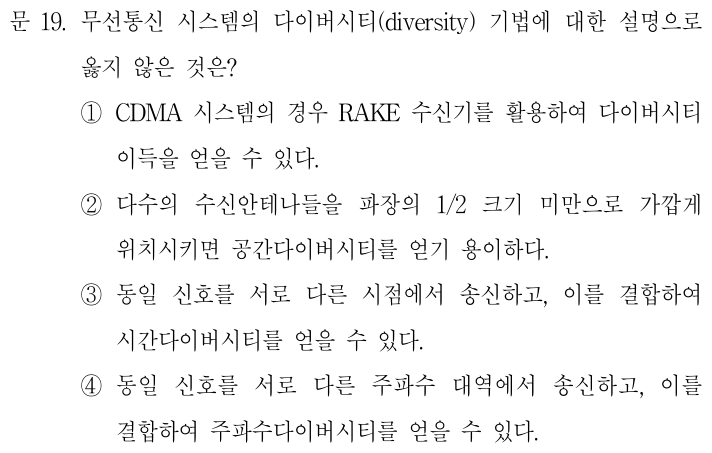 문 19. 무선통신 시스템의 다이버시티(diversity) 기법에 대한 설명으로
옳지 않은 것은?
① CDMA 시스템의 경우 RAKE 수신기를 활용하여 다이버시티
이득을 얻을 수 있다.
② 다수의 수신안테나들을 파장의 1/2 크기 미만으로 가깝게
위치시키면 공간다이버시티를 얻기 용이하다.
③ 동일 신호를 서로 다른 시점에서 송신하고, 이를 결합하여
시간다이버시티를 얻을 수 있다.
④ 동일 신호를 서로 다른 주파수 대역에서 송신하고, 이를
결합하여 주파수다이버시티를 얻을 수 있다.